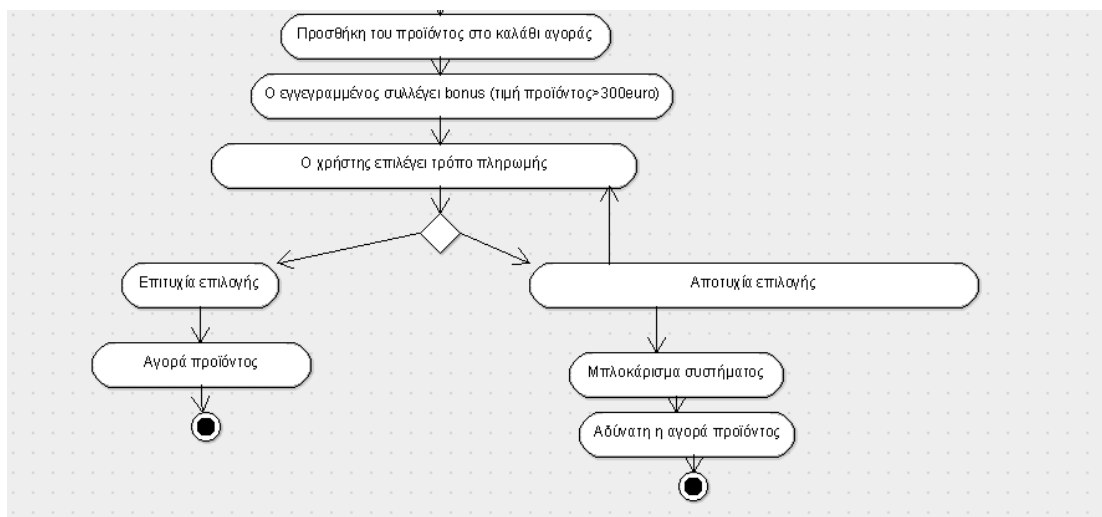 Προσθήκη του προϊόντος στο καλάθι αγοράς
Ο εγγεγραμμένος συλλέγει bonus (τιμή προϊόντος>300euro)
Ο χρήστης επιλέγει τρόπο πληρωμής
Επιτυχία επιλογής
Αποτυχία επιλογής
Αγορά προϊόντος
Μπλοκάρισμα συστήματος
Αδύνατη η αγορά προϊόντος